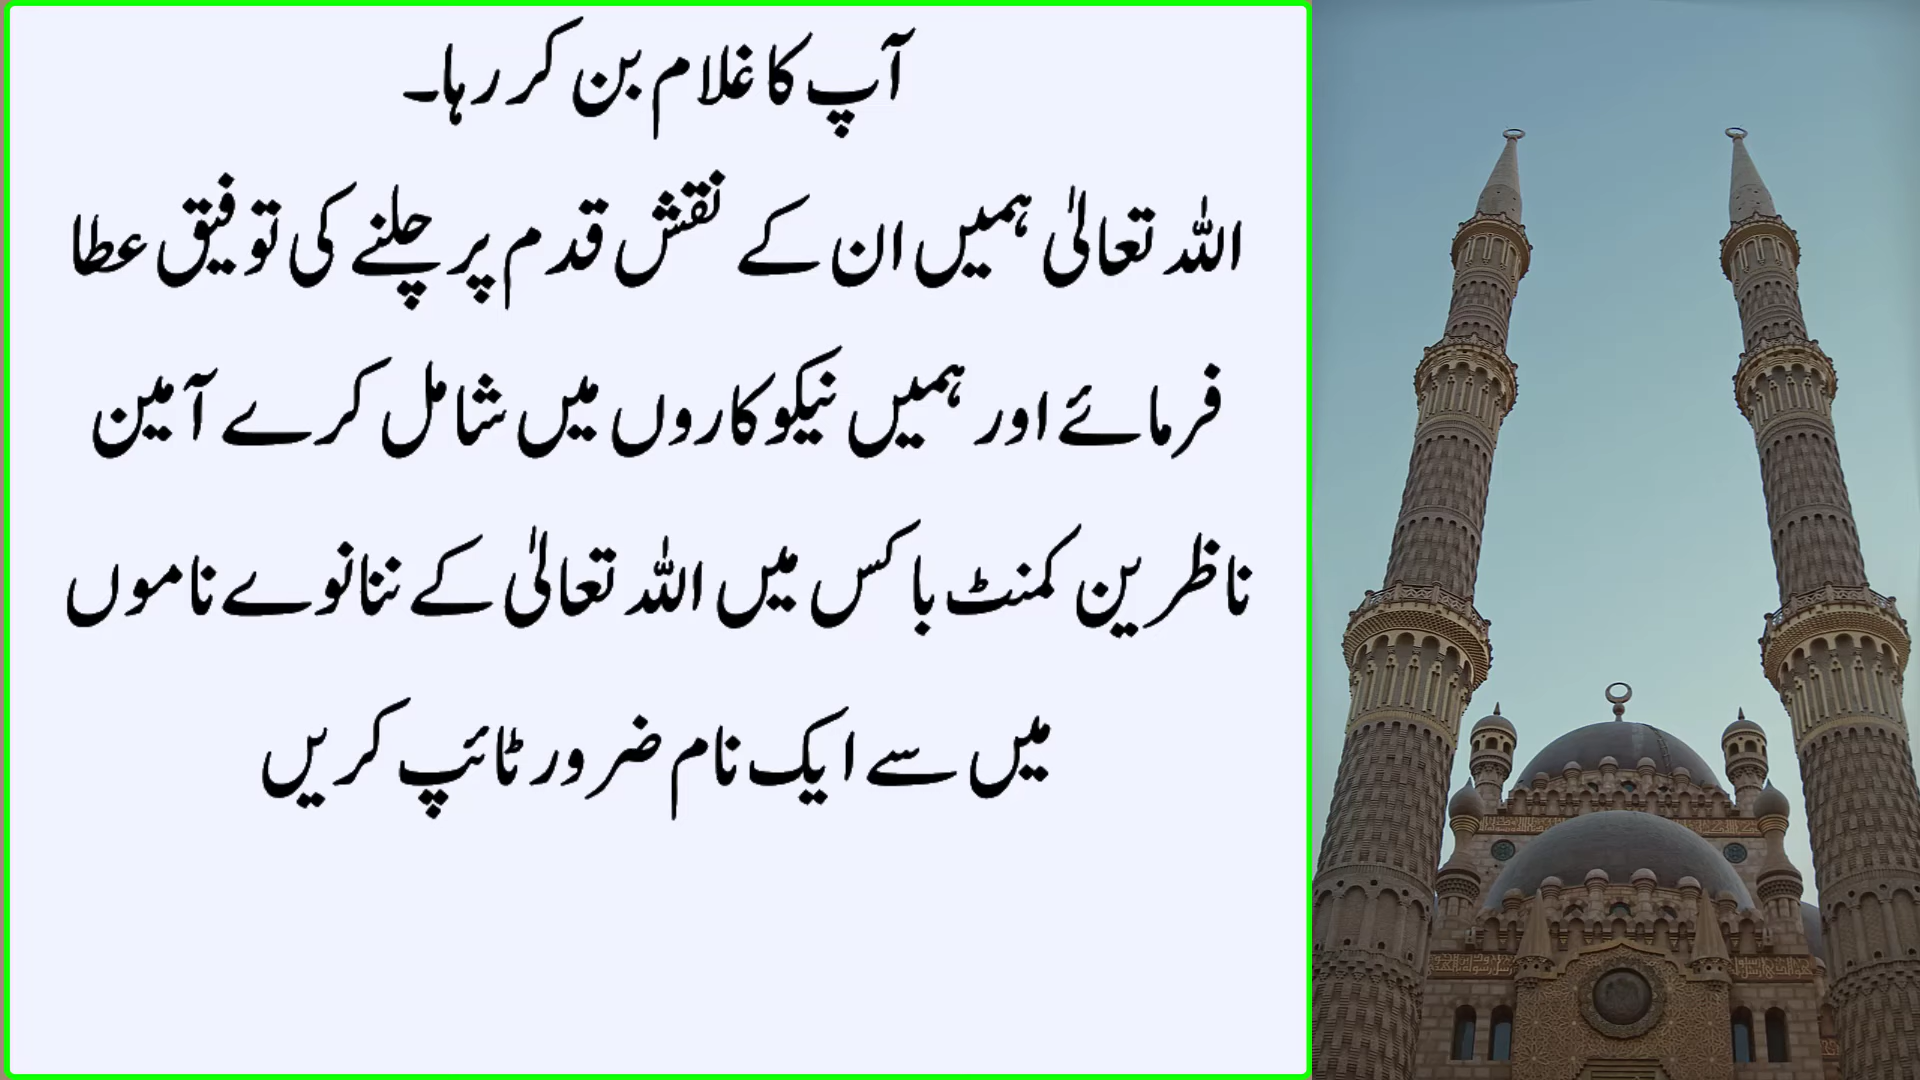 آپ کا غلام بن کر رہا۔
اللہ تعالیٰ ہمیں ان کے نقش قدم پر چلنے کی توفیق عطا
فرمائے اور ہمیں نیکوکاروں میں شامل کرے آمین
ناظرین کمنٹ باکس میں اللہ تعالیٰ کے ننانوے ناموں
میں سے ایک نام ضرور ٹائپ کریں